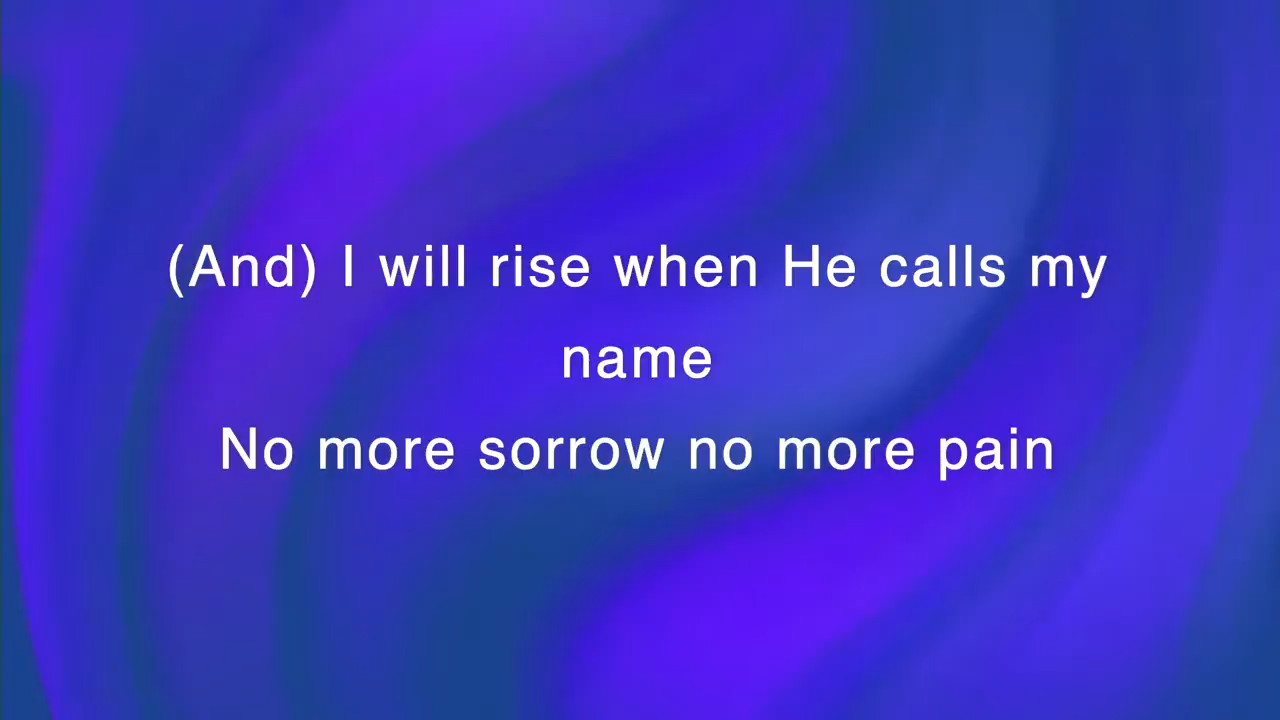 (And) I will rise when He calls my
name
No more sorrow no more pain